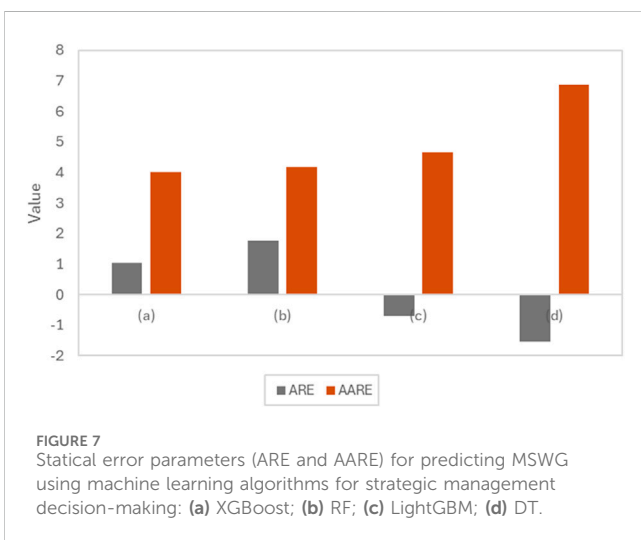 8
7
6
5
4
3
2
1
0
-1
-2
Value
(a)
(b)
(c)
(d)
ARE
AARE
FIGURE 7
Statical error parameters (ARE and AARE) for predicting MSWG
using machine learning algorithms for strategic management
decision-making: (a) XGBoost; (b) RF; (c) LightGBM; (d) DT.